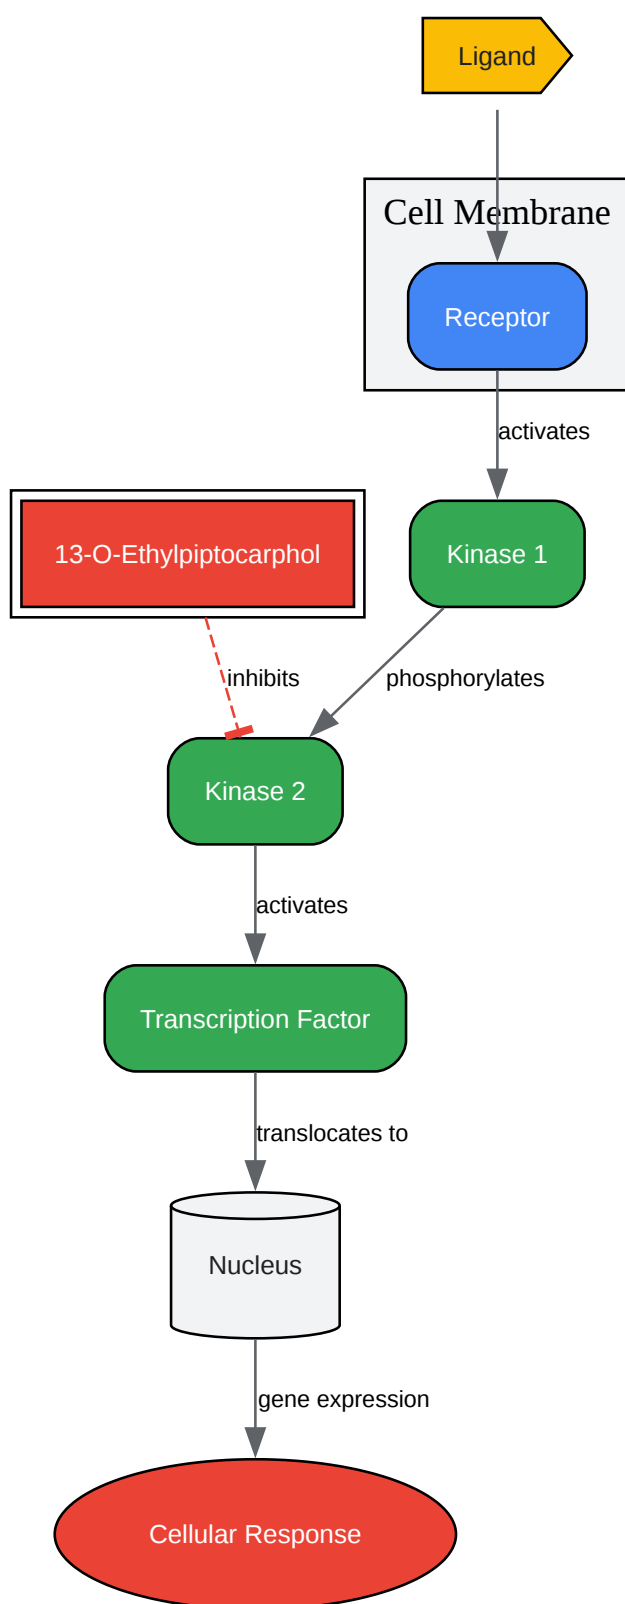 Ligand
Cell Membrane
Receptor
activates
13-O-Ethylpiptocarphol
Kinase 1
inhibits
phosphorylates
Kinase 2
activates
Transcription Factor
translocates to
Nucleus
gene expression
Cellular Response